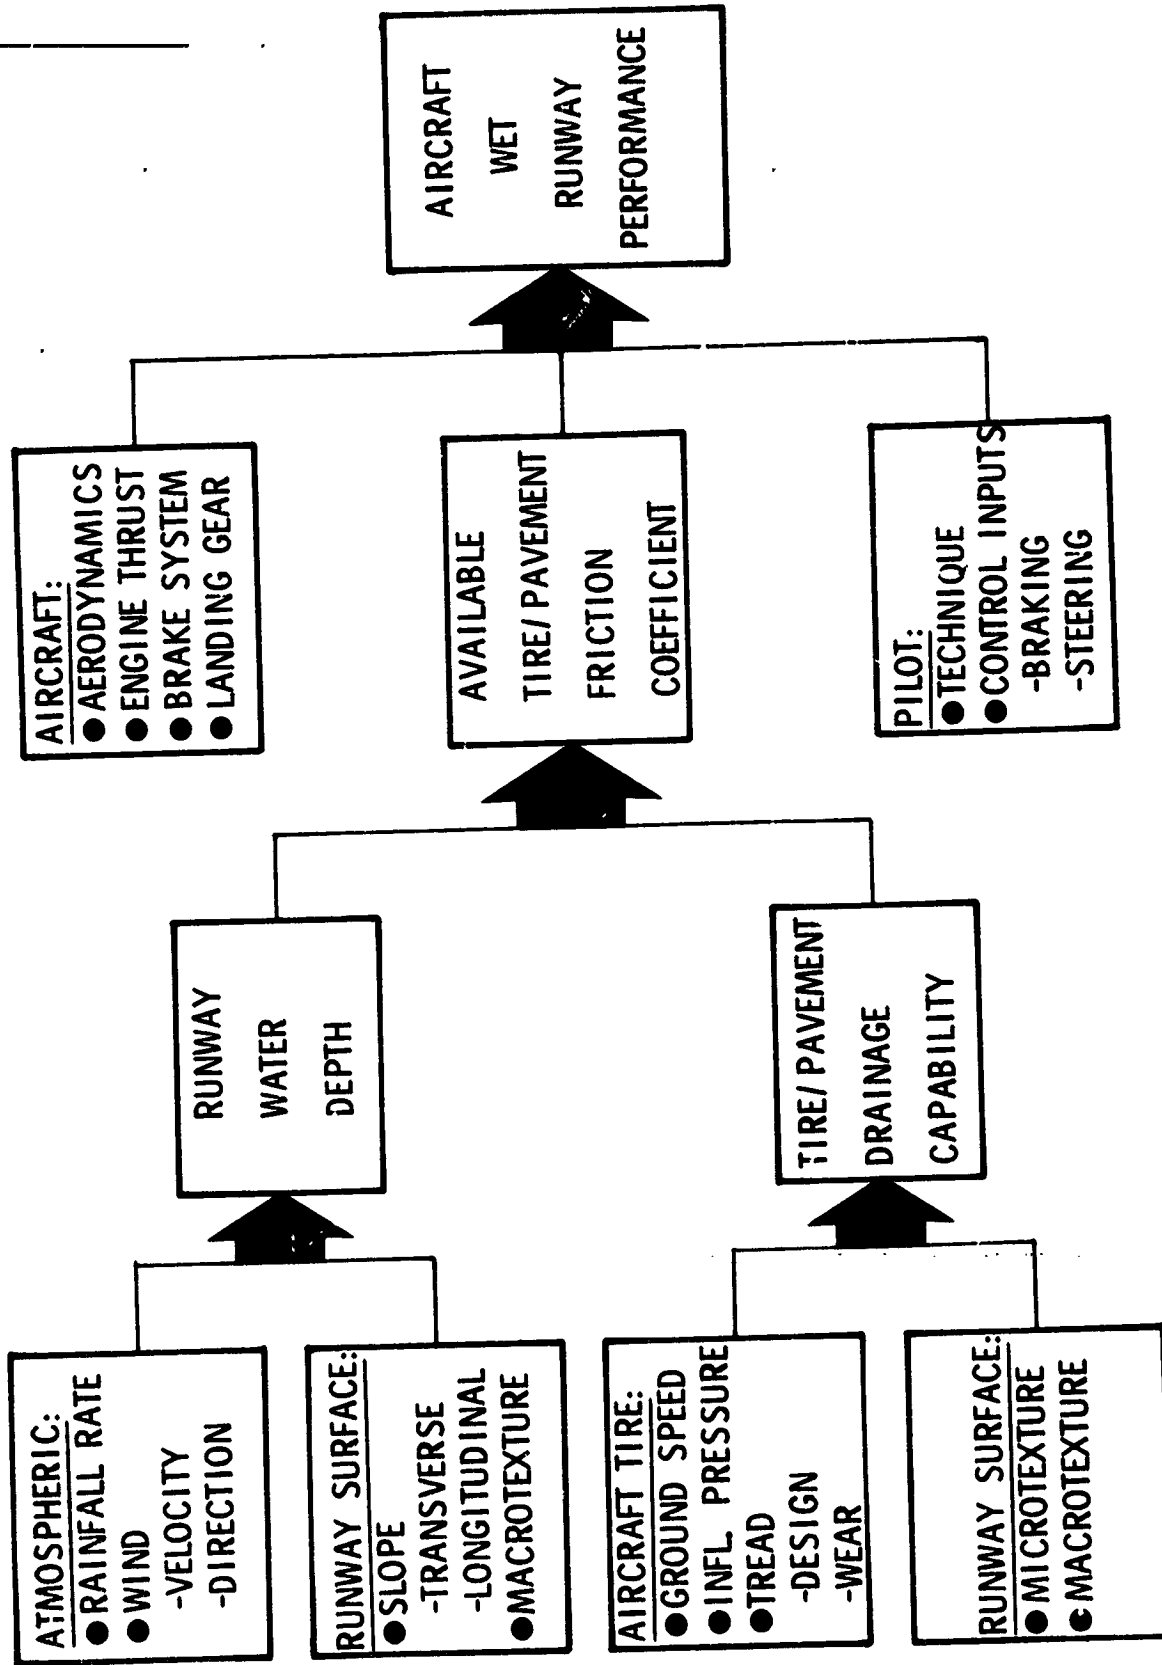 ATMOSPHERIC:
●RAINFALL RATE
●WIND
-VELOCITY
-DIRECTION
RUNWAY SURFACE:
●SLOPE
-TRANSVERSE
-LONGITUDINAL
●MACROTEXTURE
AIRCRAFT TIRE:
●GROUND SPEED
●INFL. PRESSURE
●TREAD
-DESIGN
-WEAR
RUNWAY SURFACE:
●MICROTEXTURE
●MACROTEXTURE
RUNWAY
WATER
DEPTH
TIRE/PAVEMENT
DRAINAGE
CAPABILITY
AIRCRAFT:
●AERODYNAMICS
●ENGINE THRUST
●BRAKE SYSTEM
●LANDING GEAR
AVAILABLE
TIRE/PAVEMENT
FRICTION
COEFFICIENT
PILOT:
●TECHNIQUE
●CONTROL INPUTS
-BRAKING
-STEERING
AIRCRAFT
WET
RUNWAY
PERFORMANCE